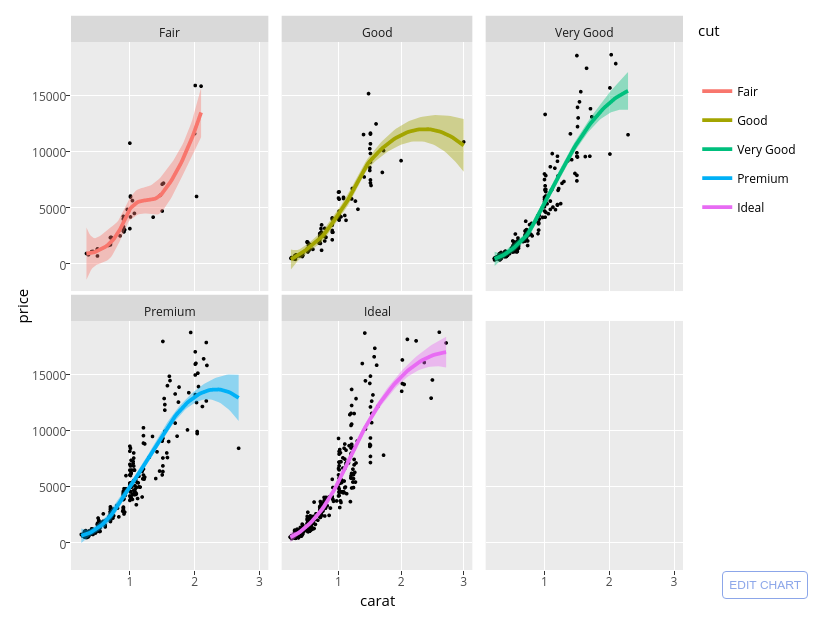 Fair
Good
Very Good
cut
Fair
Good
Very Good
Premium
Ideal
15000
10000
5000
0
price
Premium
Ideal
15000
10000
5000
0
1
2
3
1
2
3
1
2
3
carat
EDIT CHART